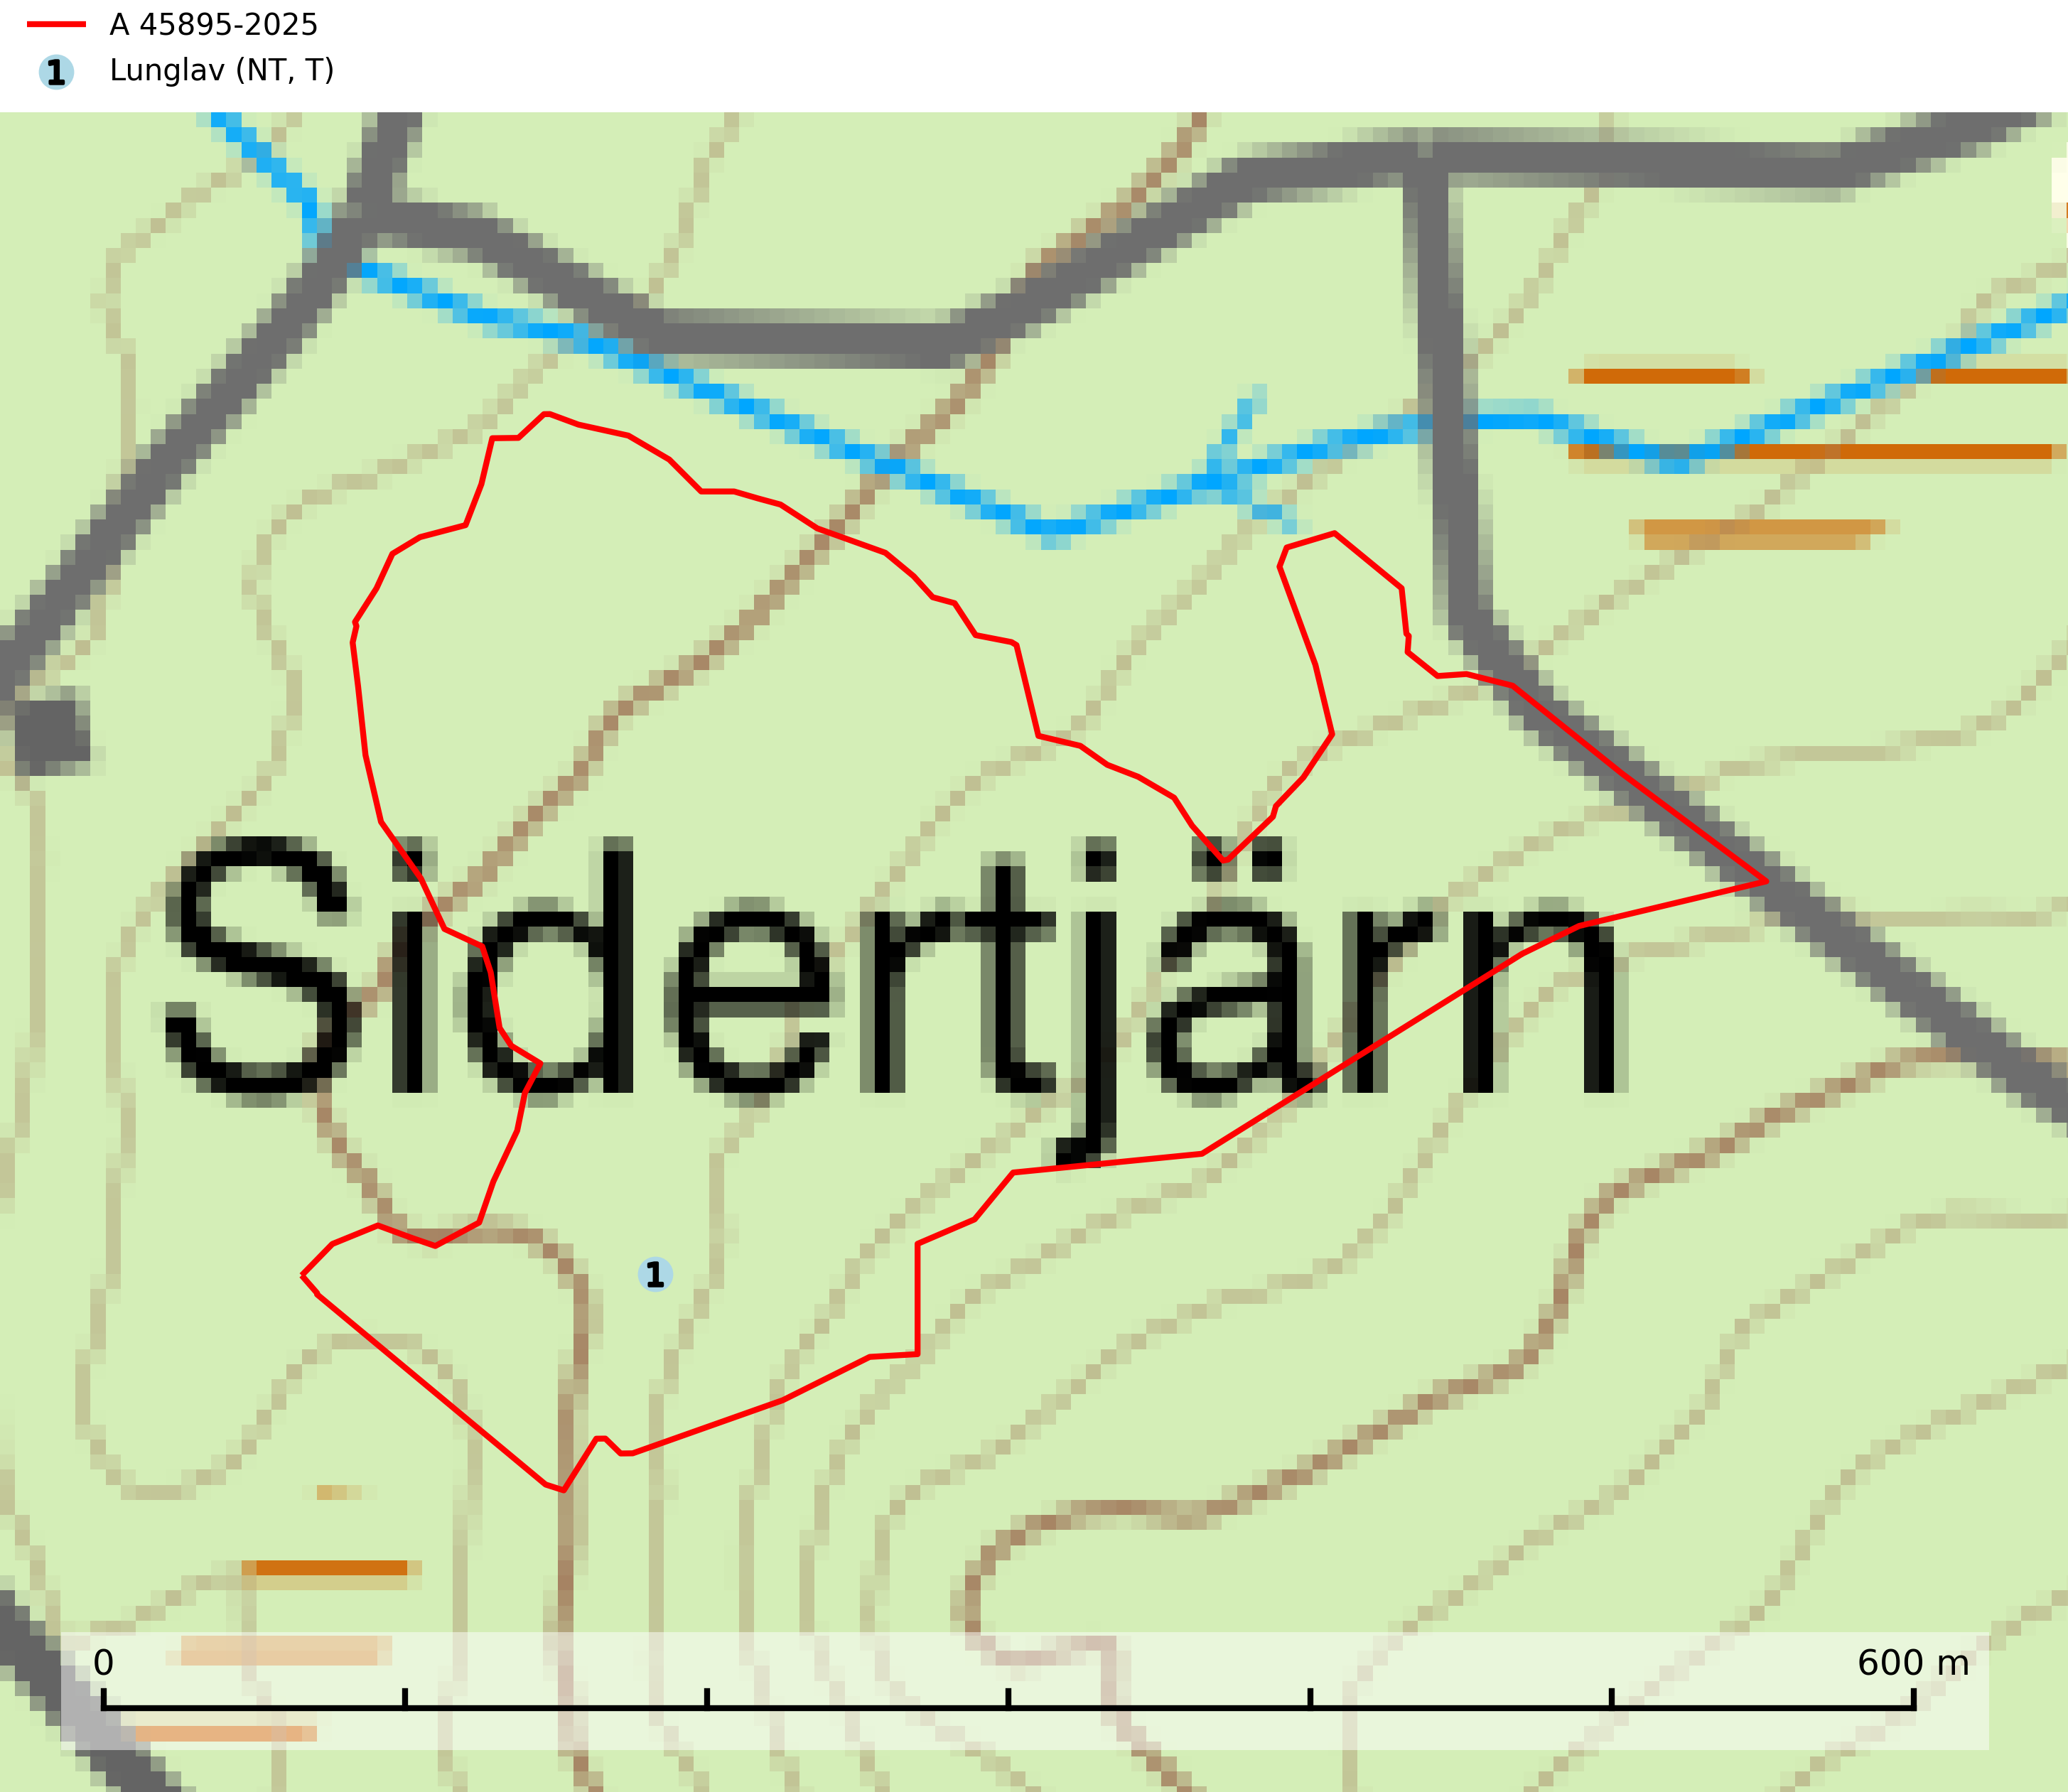 A 45895-2025
1 Lunglav (NT, T)
Sidertjärn
1
0 600 m